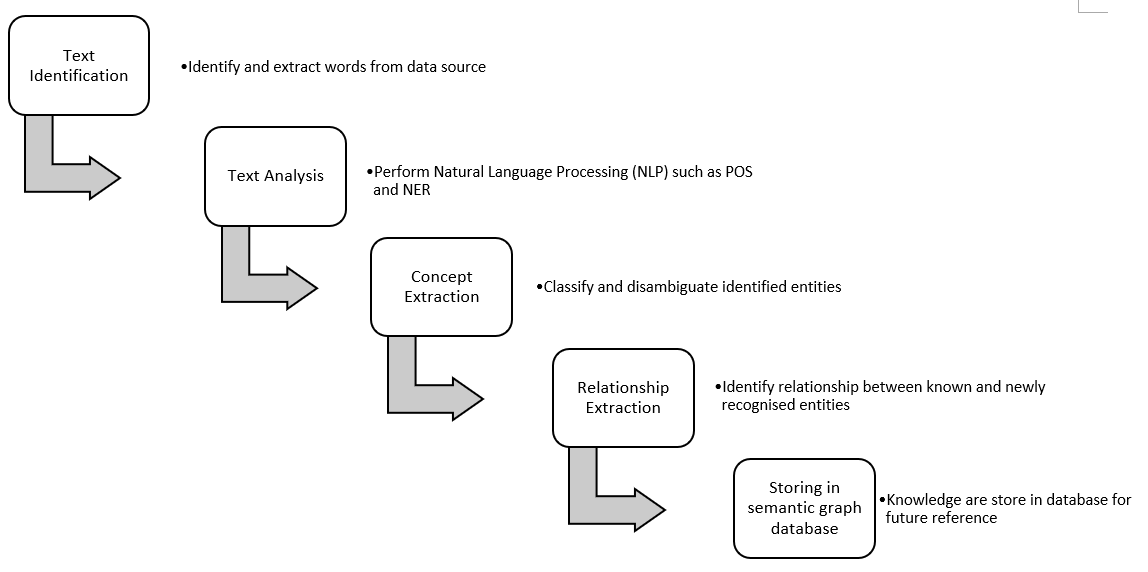 Text
Identification
•Identify and extract words from data source
Text Analysis
•Perform Natural Language Processing (NLP) such as POS
and NER
Concept
Extraction
•Classify and disambiguate identified entities
Relationship
Extraction
•Identify relationship between known and newly
recognised entities
Storing in
semantic graph
database
•Knowledge are store in database for
future reference